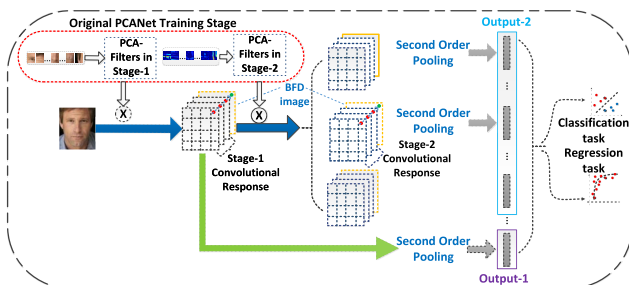 Original PCANet Training Stage
PCA-
Filters in
Stage-1
PCA-
Filters in
Stage-2
X
X
BFD
image
Stage-1
Convolutional
Response
Stage-2
Convolutional
Response
Second Order
Pooling
Second Order
Pooling
Second Order
Pooling
Output-2
Output-1
Classification
task
Regression
task